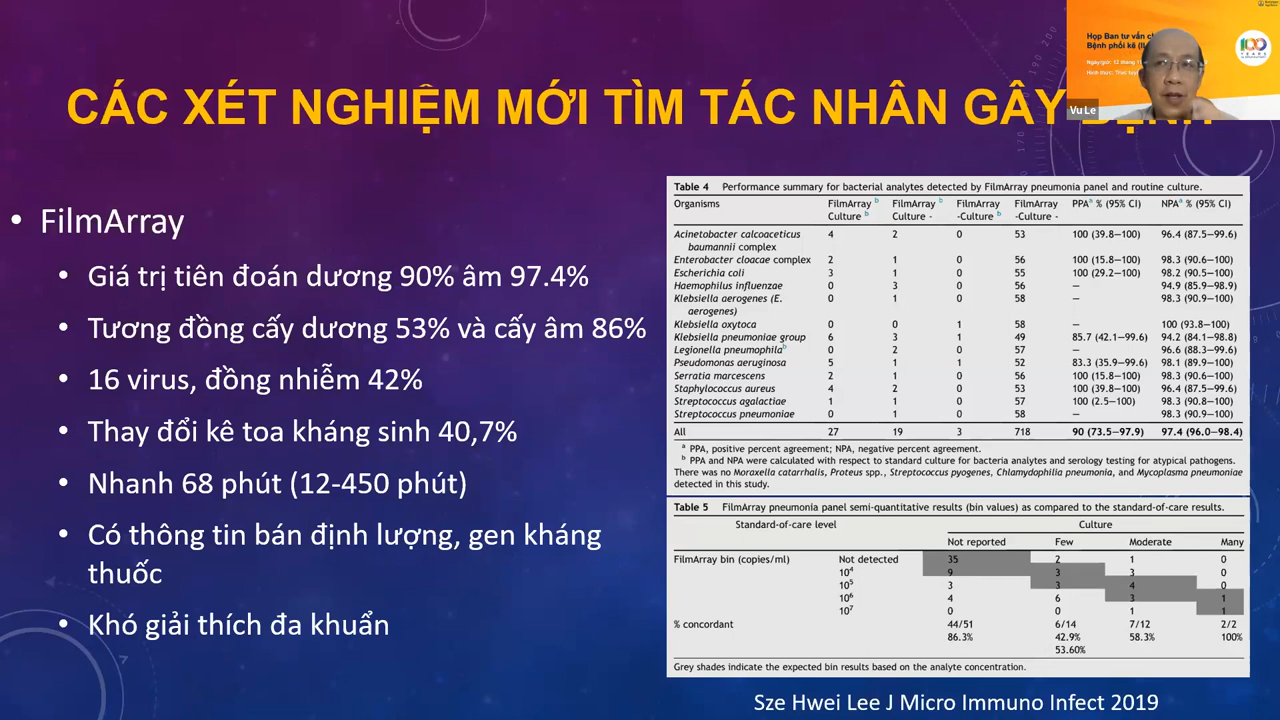 Họp Ban tư vấn
Bệnh phổi kẽ
100
YEARS
Vu Le
CÁC XÉT NGHIỆM MỚI TÌM TÁC NHÂN GÂY BỆNH
• FilmArray
• Giá trị tiên đoán dương 90% âm 97.4%
• Tương đồng cấy dương 53% và cấy âm 86%
• 16 virus, đồng nhiễm 42%
• Thay đổi kê toa kháng sinh 40,7%
• Nhanh 68 phút (12-450 phút)
• Có thông tin bán định lượng, gen kháng
thuốc
• Khó giải thích đa khuẩn
Table 4 Performance summary for bacterial analytes detected by FilmArray pneumonia panel and routine culture.
Organisms FilmArray b FilmArray b FilmArray FilmArray PPAa % (95% CI) NPAa % (95% CI)
Culture b Culture - -Culture b -Culture -
Acinetobacter calcoaceticus 4 2 0 53 100 (39.8–100) 96.4 (87.5–99.6)
baumannii complex
Enterobacter cloacae complex 2 1 0 56 100 (15.8–100) 98.3 (90.6–100)
Escherichia coli 3 1 0 55 100 (29.2–100) 98.2 (90.5–100)
Haemophilus influenzae 0 3 0 56 — 94.9 (85.9–98.9)
Klebsiella aerogenes (E. 0 1 0 58 — 98.3 (90.9–100)
aerogenes)
Klebsiella oxytoca 0 0 1 58 — 100 (93.8–100)
Klebsiella pneumoniae group 6 3 1 49 85.7 (42.1–99.6) 94.2 (84.1–98.8)
Legionella pneumophilab 0 2 0 57 — 96.6 (88.3–99.6)
Pseudomonas aeruginosa 5 1 1 52 83.3 (35.9–99.6) 98.1 (89.9–100)
Serratia marcescens 2 1 0 56 100 (15.8–100) 98.3 (90.6–100)
Staphylococcus aureus 4 2 0 53 100 (39.8–100) 96.4 (87.5–99.6)
Streptococcus agalactiae 1 1 0 57 100 (2.5–100) 98.3 (90.8–100)
Streptococcus pneumoniae 0 1 0 58 — 98.3 (90.9–100)
All 27 19 3 718 90 (73.5–97.9) 97.4 (96.0–98.4)
a PPA, positive percent agreement; NPA, negative percent agreement.
b PPA and NPA were calculated with respect to standard culture for bacteria analytes and serology testing for atypical pathogens.
There was no Moraxella catarrhalis, Proteus spp., Streptococcus pyogenes, Chlamydophilia pneumonia, and Mycoplasma pneumoniae
detected in this study.
Table 5 FilmArray pneumonia panel semi-quantitative results (bin values) as compared to the standard-of-care results.
Standard-of-care level Culture
Not reported Few Moderate Many
FilmArray bin (copies/ml) Not detected 35 2 1 0
10^4 9 3 3 0
10^5 3 3 4 0
10^6 4 6 3 1
10^7 0 0 1 1
% concordant 44/51 6/14 7/12 2/2
86.3% 42.9% 58.3% 100%
53.60%
Grey shades indicate the expected bin results based on the analyte concentration.
Sze Hwei Lee J Micro Immuno Infect 2019